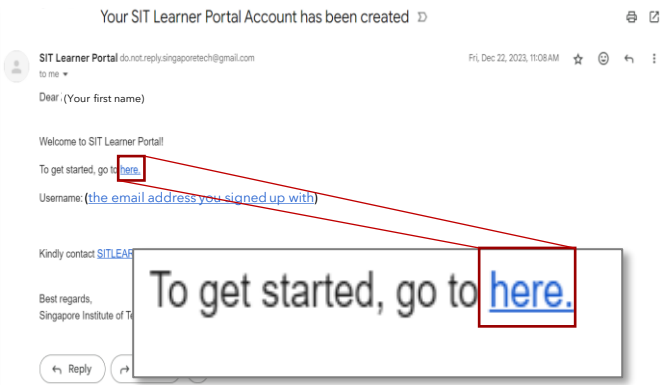 Your SIT Learner Portal Account has been created
SIT Learner Portal do.not.reply.singaporetech@gmail.com
Fri, Dec 22, 2023, 11:08 AM
to me
Dear (Your first name)
Welcome to SIT Learner Portal!
To get started, go to here.
Username: (the email address you signed up with)
Kindly contact SITLEAR
To get started, go to here.
Best regards,
Singapore Institute of Te
Reply